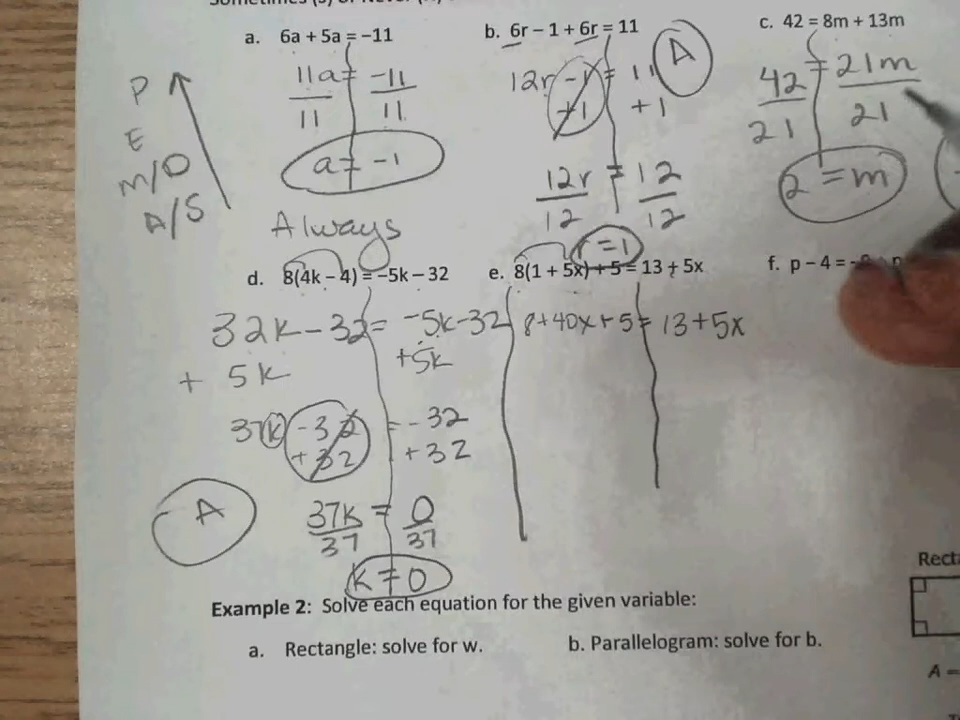 a. 6a + 5a = -11
b. 6r - 1 + 6r = 11
c. 42 = 8m + 13m
11a = -11
11 11
a = -1
Always
P
E
M/D
A/S
12r - 1 = 11
+1 +1
12r = 12
12 12
r = 1
A
42 = 21m
21 21
2 = m
d. 8(4k - 4) = -5k - 32
32k - 32 = -5k - 32
+ 5k +5k
37k - 32 = - 32
+ 32 + 32
37k = 0
37 37
k = 0
A
e. 8(1 + 5x) + 5 = 13 + 5x
8 + 40x + 5 = 13 + 5x
f. p - 4 =
Example 2: Solve each equation for the given variable:
a. Rectangle: solve for w.
b. Parallelogram: solve for b.
A =